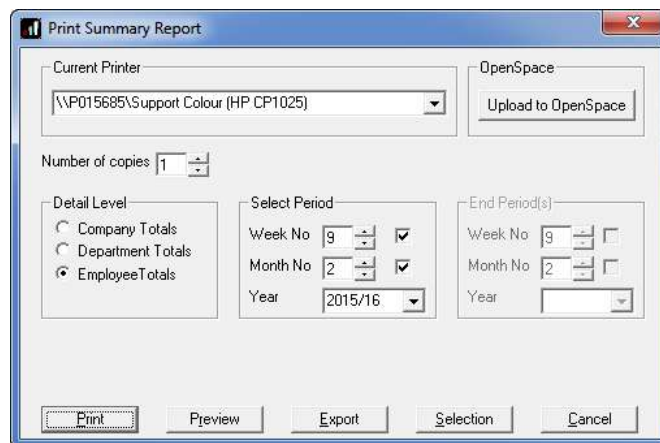 Print Summary Report
Current Printer
\\P015685\Support Colour (HP CP1025)
OpenSpace
Upload to OpenSpace
Number of copies 1
Detail Level
Company Totals
Department Totals
EmployeeTotals
Select Period
Week No 9
Month No 2
Year 2015/16
End Period(s)
Week No 9
Month No 2
Year
Print Preview Export Selection Cancel